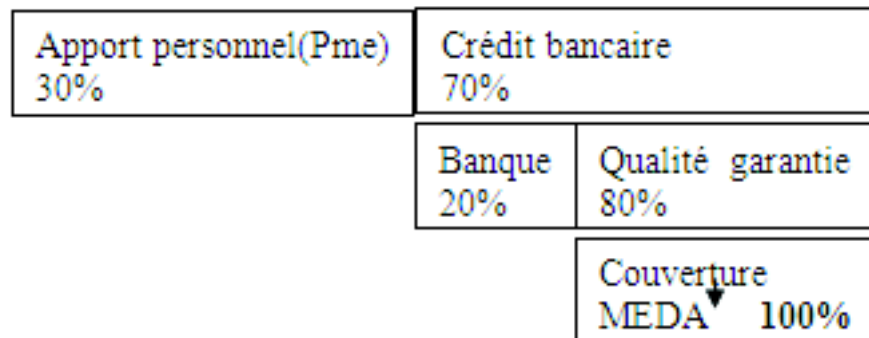 Apport personnel(Pme)
30%
Crédit bancaire
70%
Banque
20%
Qualité garantie
80%
Couverture
MEDA 100%